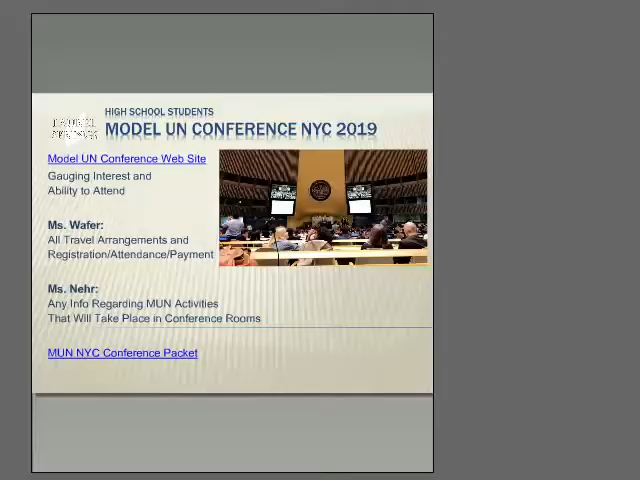 HIGH SCHOOL STUDENTS
MODEL UN CONFERENCE NYC 2019
Model UN Conference Web Site
Gauging Interest and
Ability to Attend
Ms. Wafer:
All Travel Arrangements and
Registration/Attendance/Payment
Ms. Nehr:
Any Info Regarding MUN Activities
That Will Take Place in Conference Rooms
MUN NYC Conference Packet